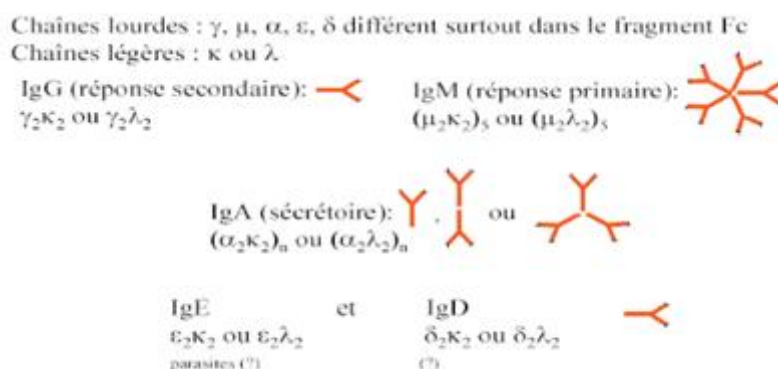 Chaînes lourdes : γ, μ, α, ε, δ diffèrent surtout dans le fragment Fc
Chaînes légères : κ ou λ
IgG (réponse secondaire):
γ₂κ₂ ou γ₂λ₂
IgM (réponse primaire):
(μ₂κ₂)₅ ou (μ₂λ₂)₅
IgA (sécrétoire): , ou
(α₂κ₂)ₙ ou (α₂λ₂)ₙ
IgE et IgD
ε₂κ₂ ou ε₂λ₂ δ₂κ₂ ou δ₂λ₂
parasites (?) (?)